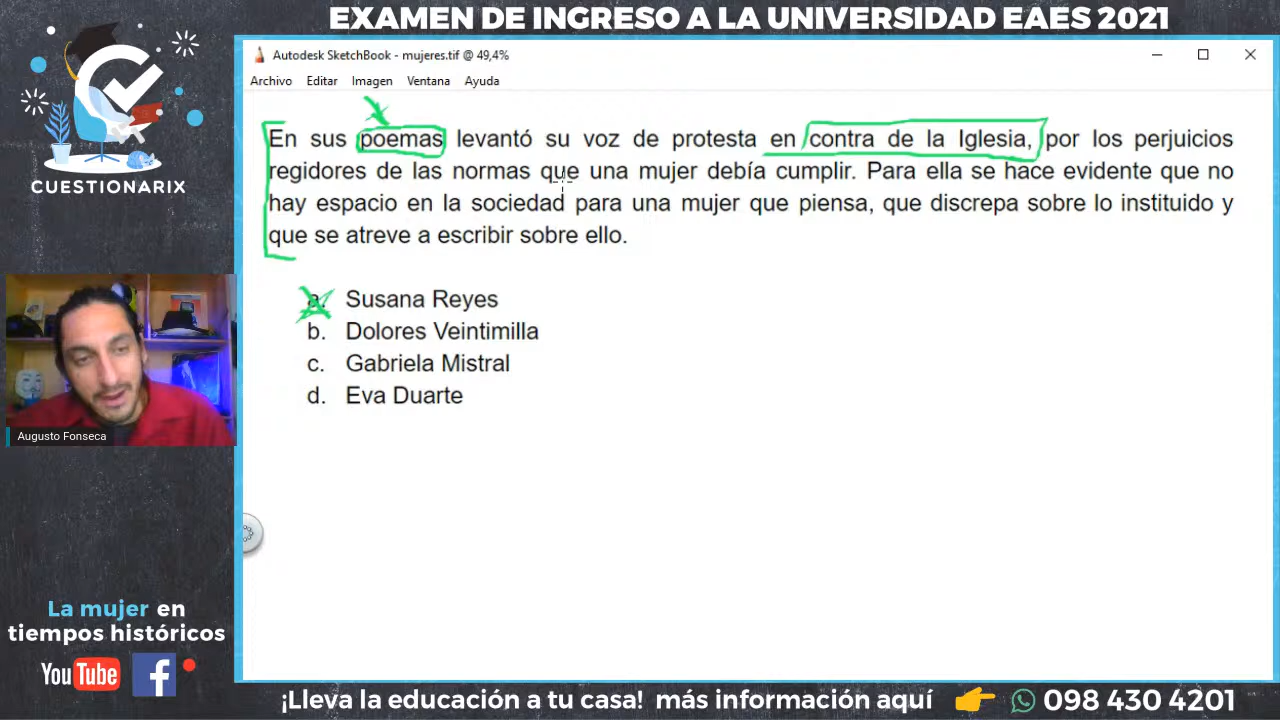 EXAMEN DE INGRESO A LA UNIVERSIDAD EAES 2021
Autodesk SketchBook - mujeres.tif @ 49,4%
Archivo Editar Imagen Ventana Ayuda
En sus poemas levantó su voz de protesta en contra de la Iglesia, por los perjuicios
regidores de las normas que una mujer debía cumplir. Para ella se hace evidente que no
hay espacio en la sociedad para una mujer que piensa, que discrepa sobre lo instituido y
que se atreve a escribir sobre ello.
a. Susana Reyes
b. Dolores Veintimilla
c. Gabriela Mistral
d. Eva Duarte
CUESTIONARIX
Augusto Fonseca
La mujer en
tiempos históricos
YouTube f
¡Lleva la educación a tu casa! más información aquí 098 430 4201